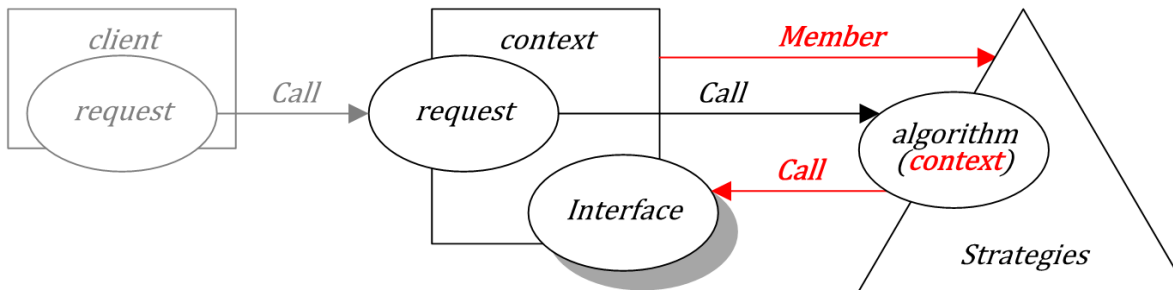 client
request
Call
context
request
Member
Call
algorithm
(context)
Call
Interface
Strategies